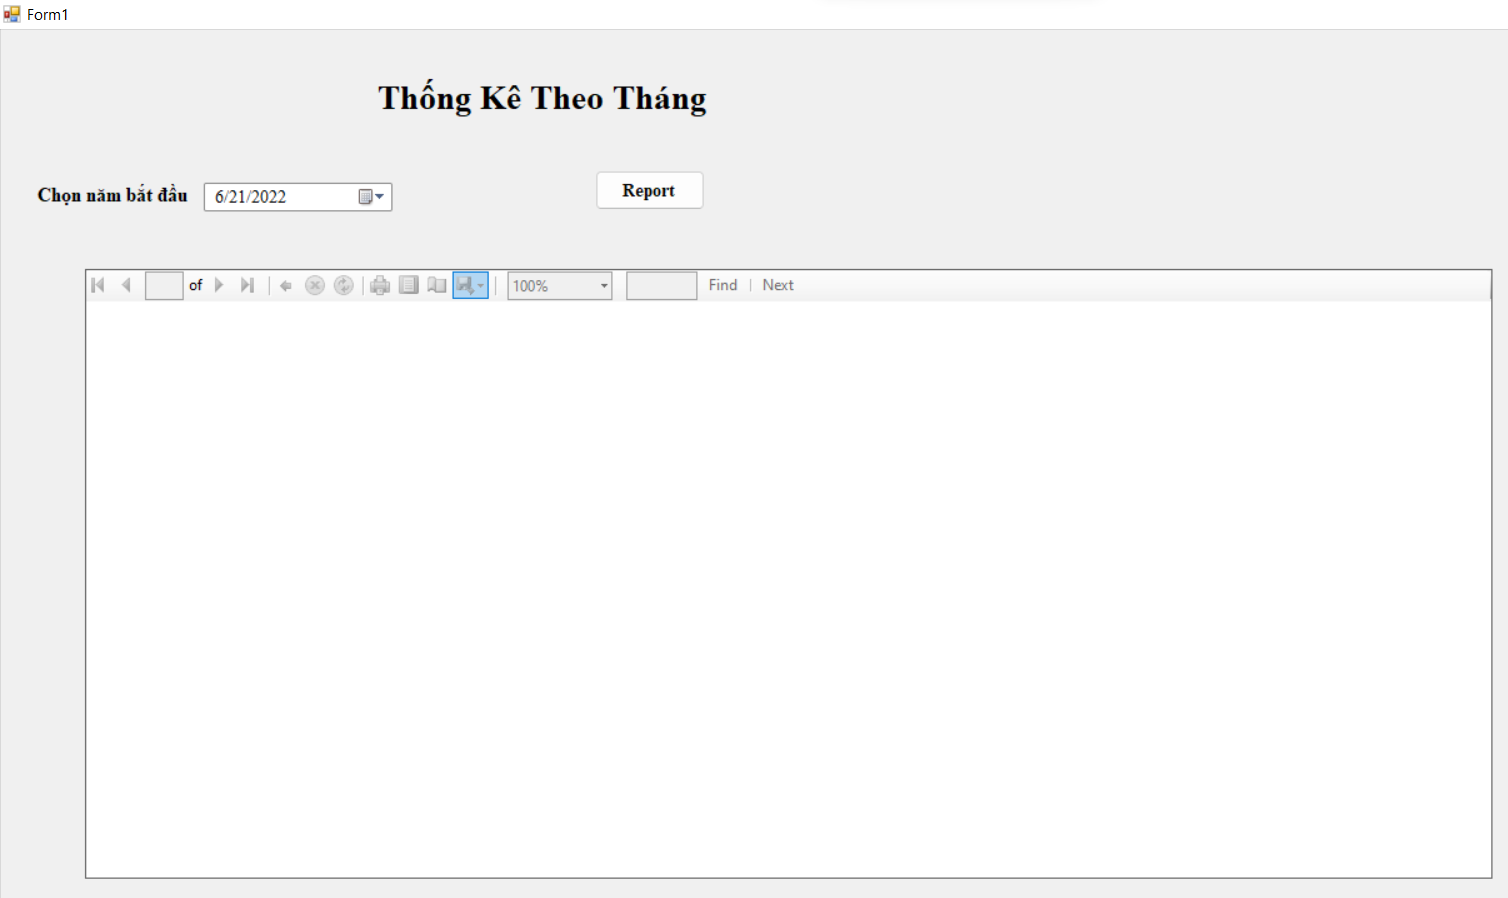 Form1
Thống Kê Theo Tháng
Chọn năm bắt đầu 6/21/2022 Report
of 100% Find Next